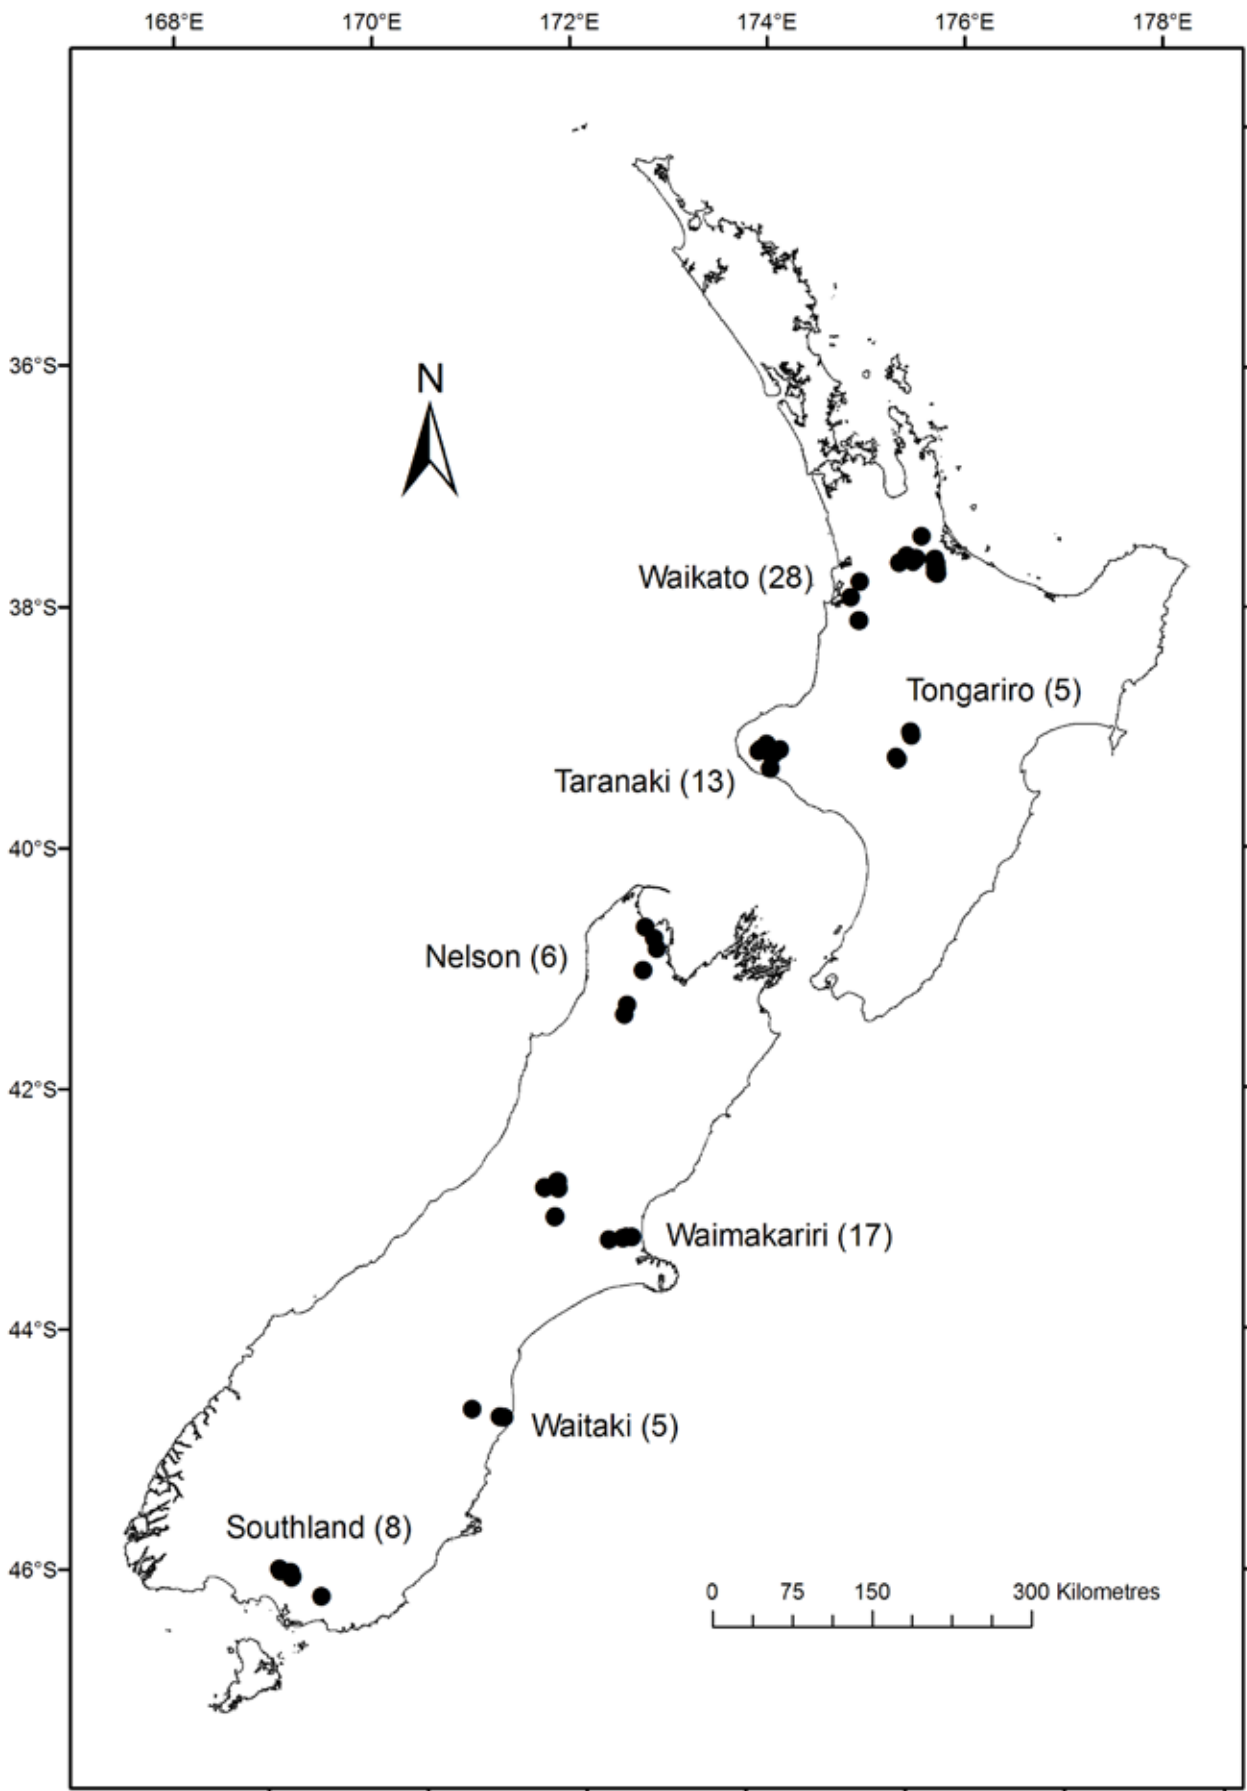 168°E 170°E 172°E 174°E 176°E 178°E
36°S
N
Waikato (28)
38°S
Tongariro (5)
Taranaki (13)
40°S
Nelson (6)
42°S
Waimakariri (17)
44°S
Waitaki (5)
Southland (8)
46°S
0 75 150 300 Kilometres